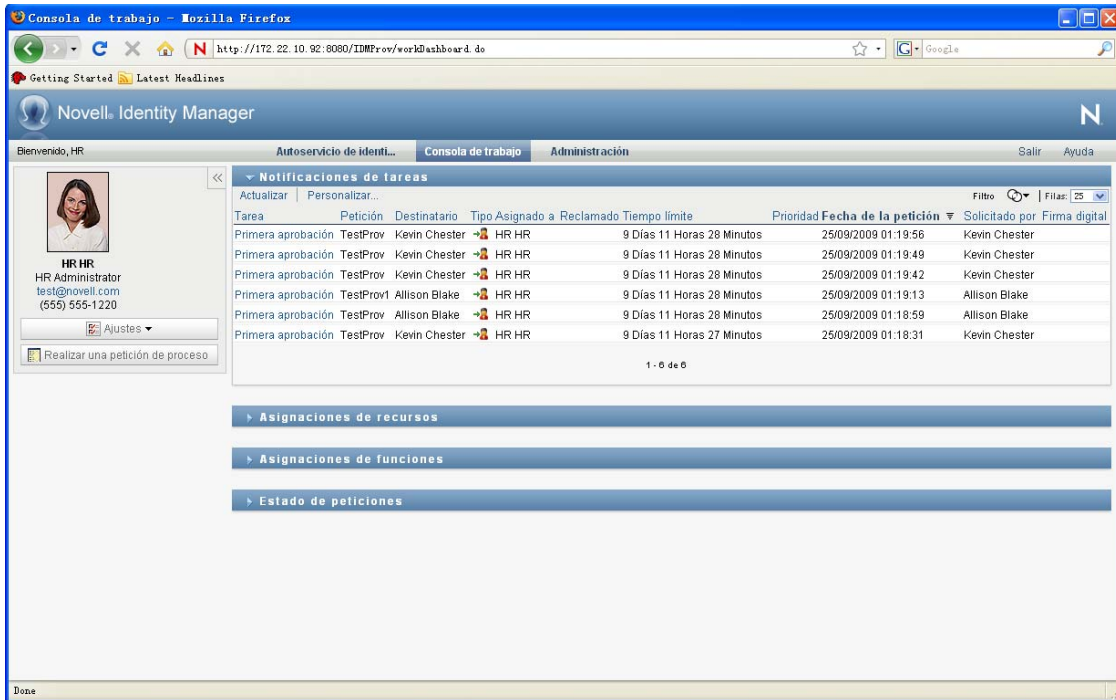 Consola de trabajo - Mozilla Firefox
http://172.22.10.92:8080/IDMProv/workDashboard.do
Google
Getting Started Latest Headlines
Novell® Identity Manager
N
Bienvenido, HR
Autoservicio de identi... Consola de trabajo Administración
Salir Ayuda
HR HR
HR Administrator
test@novell.com
(555) 555-1220
Ajustes
Realizar una petición de proceso
Notificaciones de tareas
Actualizar | Personalizar...
Filtro | Filas: 25
Tarea Petición Destinatario Tipo Asignado a Reclamado Tiempo límite Prioridad Fecha de la petición Solicitado por Firma digital
Primera aprobación TestProv Kevin Chester HR HR 9 Días 11 Horas 28 Minutos 25/09/2009 01:19:56 Kevin Chester
Primera aprobación TestProv Kevin Chester HR HR 9 Días 11 Horas 28 Minutos 25/09/2009 01:19:49 Kevin Chester
Primera aprobación TestProv Kevin Chester HR HR 9 Días 11 Horas 28 Minutos 25/09/2009 01:19:42 Kevin Chester
Primera aprobación TestProv1 Allison Blake HR HR 9 Días 11 Horas 28 Minutos 25/09/2009 01:19:13 Allison Blake
Primera aprobación TestProv Allison Blake HR HR 9 Días 11 Horas 28 Minutos 25/09/2009 01:18:59 Allison Blake
Primera aprobación TestProv Kevin Chester HR HR 9 Días 11 Horas 27 Minutos 25/09/2009 01:18:31 Kevin Chester
1 - 6 de 6
Asignaciones de recursos
Asignaciones de funciones
Estado de peticiones
Done